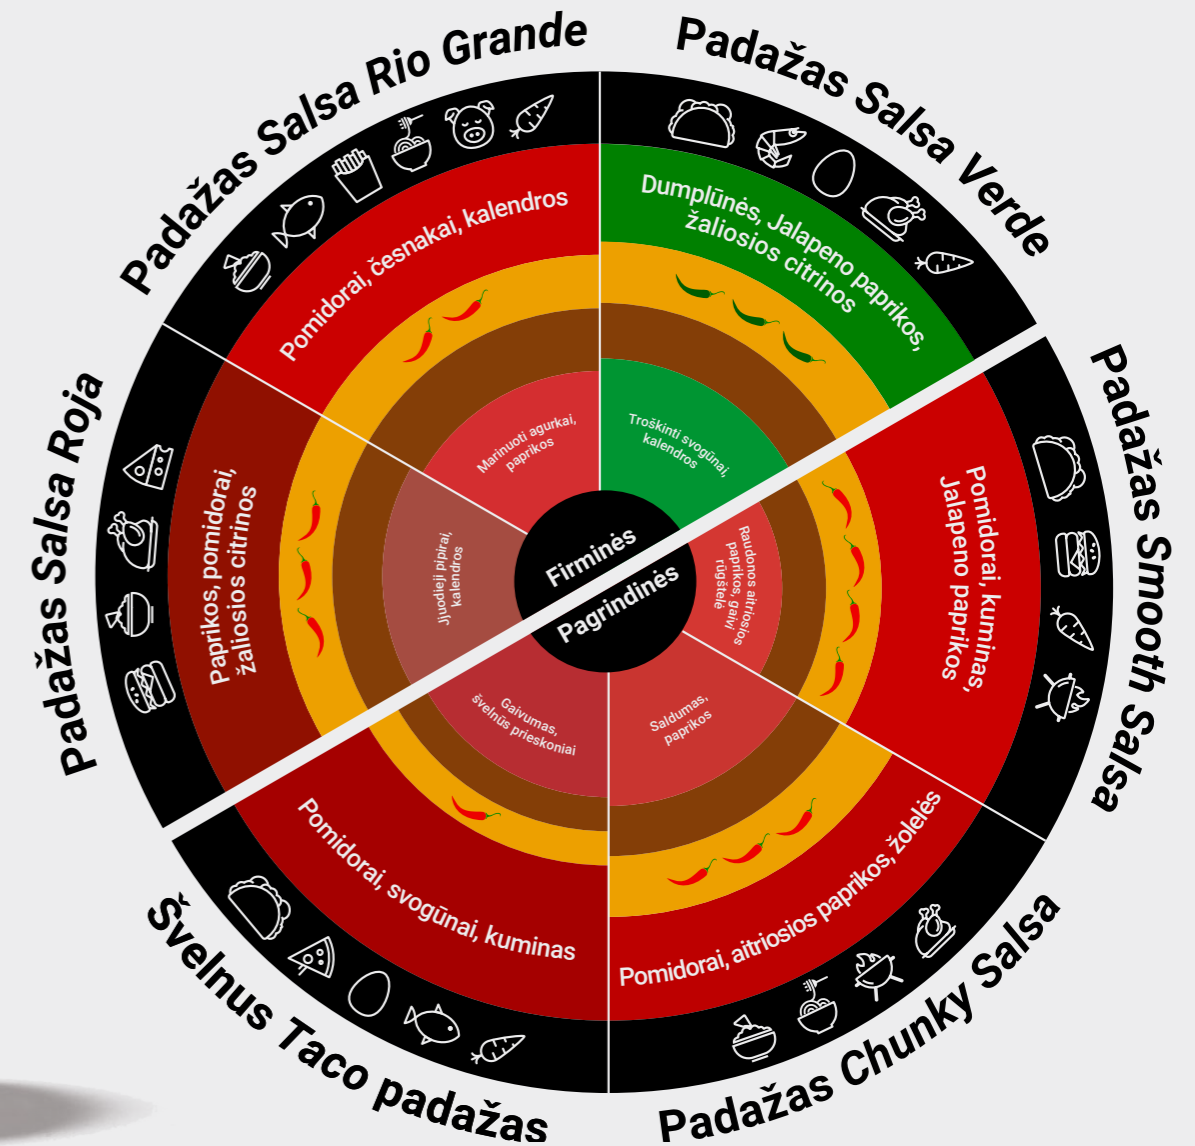 Padažas Salsa Rio Grande
Pomidorai, česnakai, kalendros
Marinuoti agurkai,
paprikos
Padažas Salsa Verde
Dumplūnės, Jalapeno paprikos,
žaliosios citrinos
Troškinti svogūnai,
kalendros
Padažas Salsa Roja
Paprikos, pomidorai,
žaliosios citrinos
Jjuodieji pipirai,
kalendros
Firminės
Pagrindinės
Padažas Smooth Salsa
Pomidorai, kuminas,
Jalapeno paprikos
Raudonos aitriosios
paprikos, gaivi
rūgštelė
Padažas Chunky Salsa
Pomidorai, aitriosios paprikos, žolelės
Saldumas,
paprikos
Švelnus Taco padažas
Pomidorai, svogūnai, kuminas
Gaivumas,
švelnūs prieskoniai